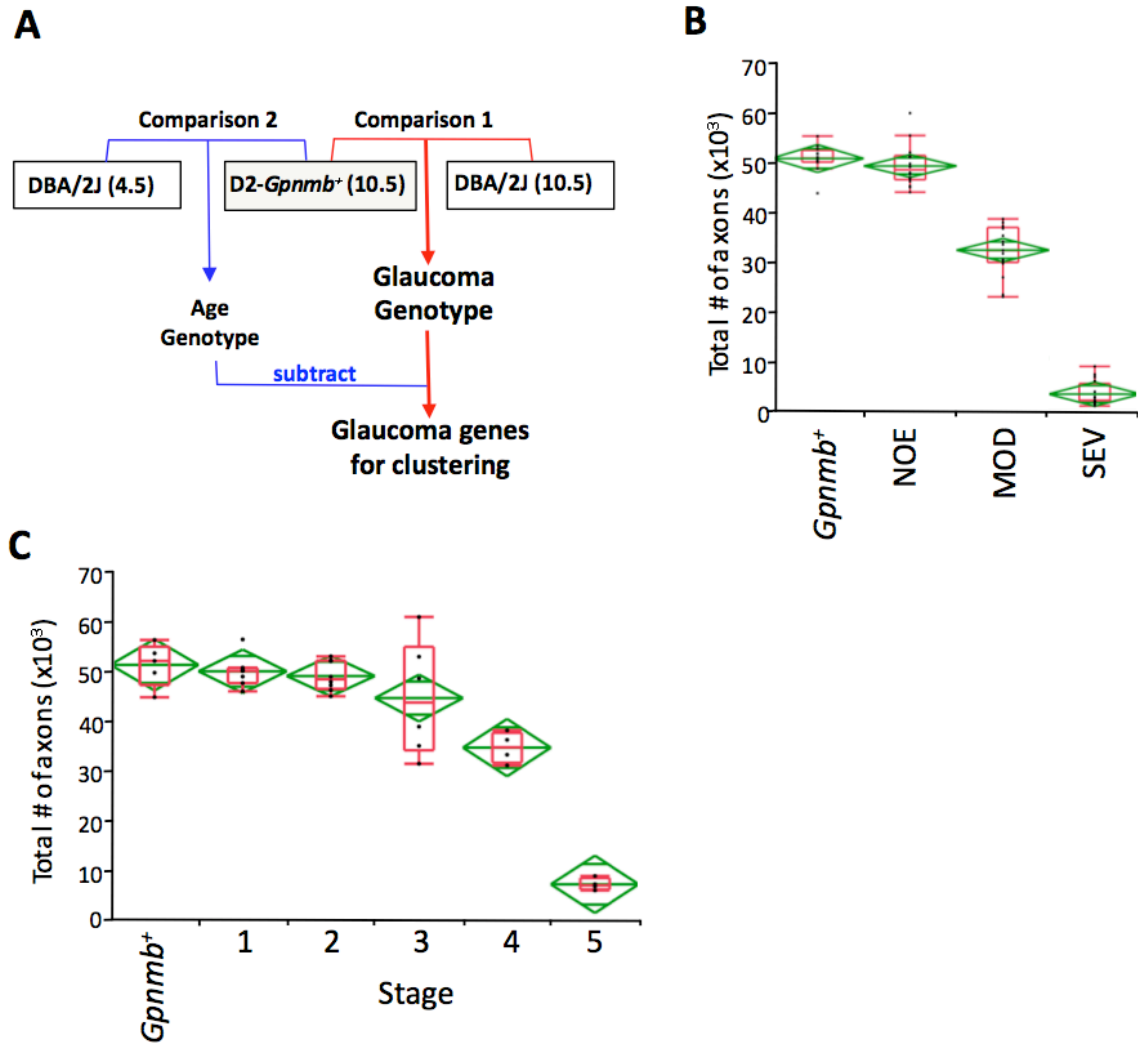 A
Comparison 2 Comparison 1
DBA/2J (4.5) D2-Gpnmb+ (10.5) DBA/2J (10.5)
Glaucoma
Genotype
Age
Genotype
subtract
Glaucoma genes
for clustering
B
Total # of axons (x10³)
70
60
50
40
30
20
10
0
Gpnmb+ NOE MOD SEV
C
Total # of axons (x10³)
70
60
50
40
30
20
10
0
Gpnmb+ 1 2 3 4 5
Stage